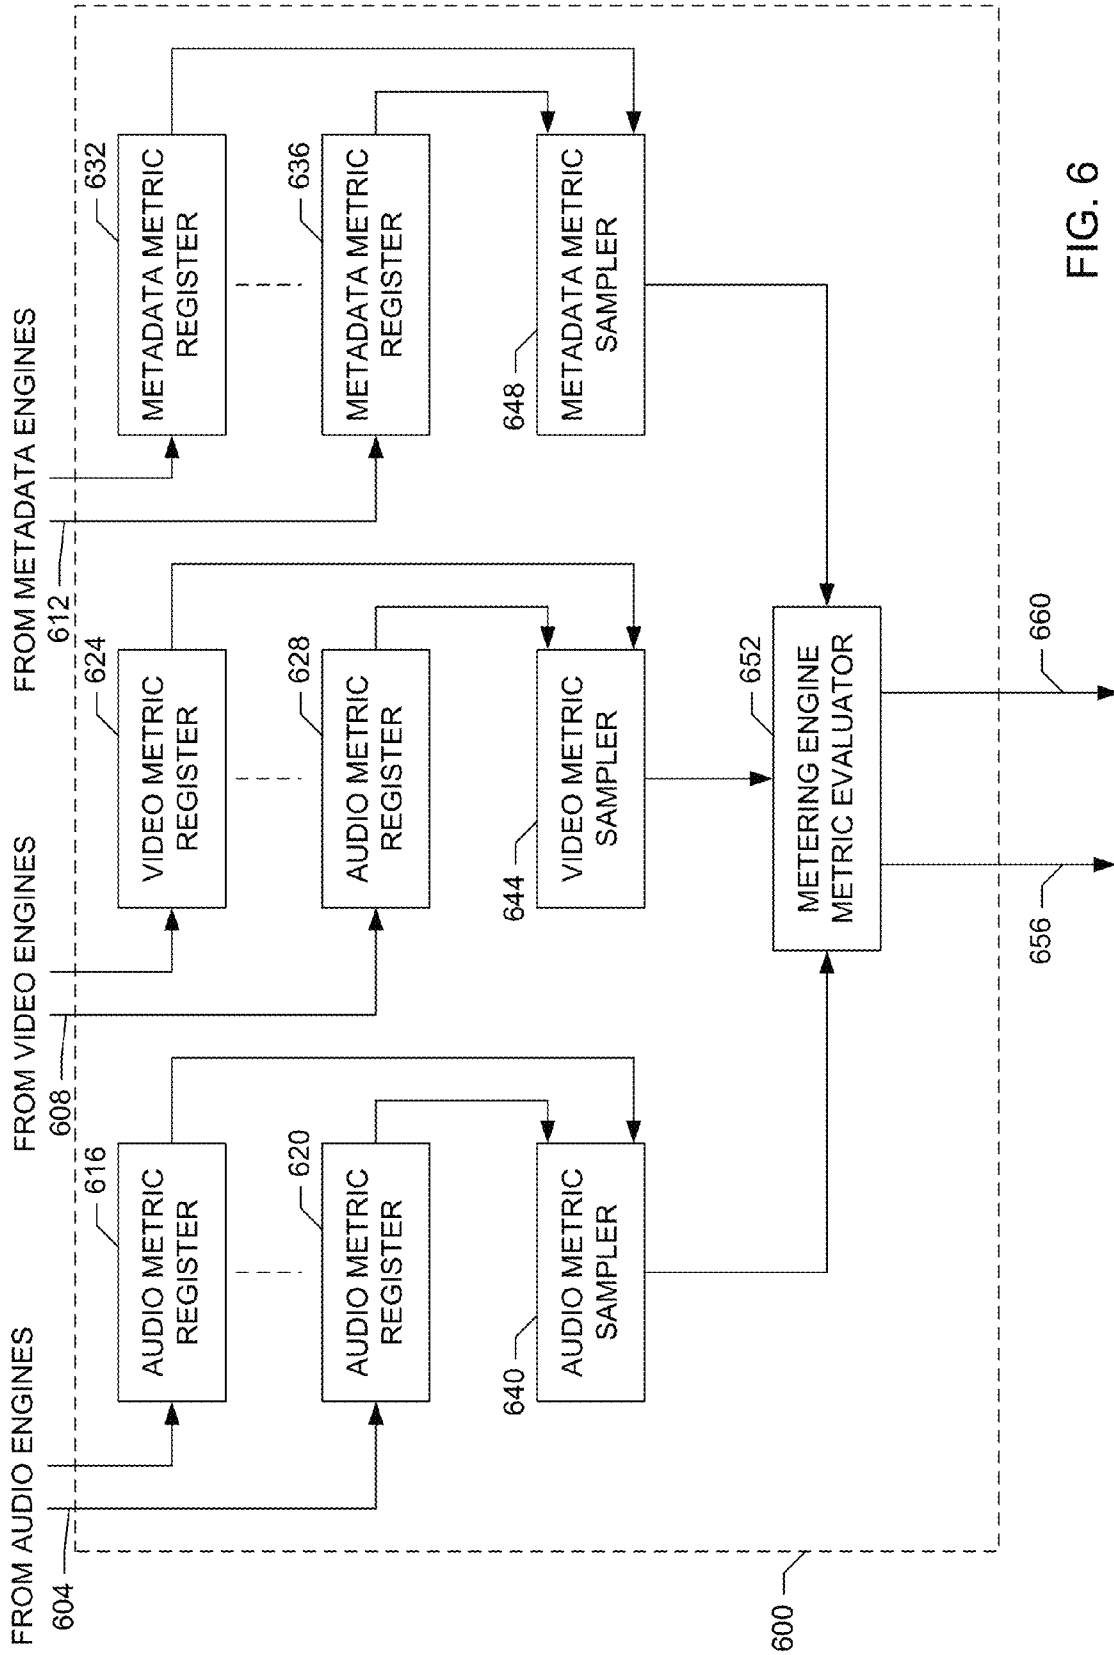 FROM AUDIO ENGINES
FROM VIDEO ENGINES
FROM METADATA ENGINES
604
608
612
616
AUDIO METRIC
REGISTER
624
VIDEO METRIC
REGISTER
632
METADATA METRIC
REGISTER
620
AUDIO METRIC
REGISTER
628
AUDIO METRIC
REGISTER
636
METADATA METRIC
REGISTER
640
AUDIO METRIC
SAMPLER
644
VIDEO METRIC
SAMPLER
648
METADATA METRIC
SAMPLER
652
METERING ENGINE
METRIC EVALUATOR
600
656
660
FIG. 6